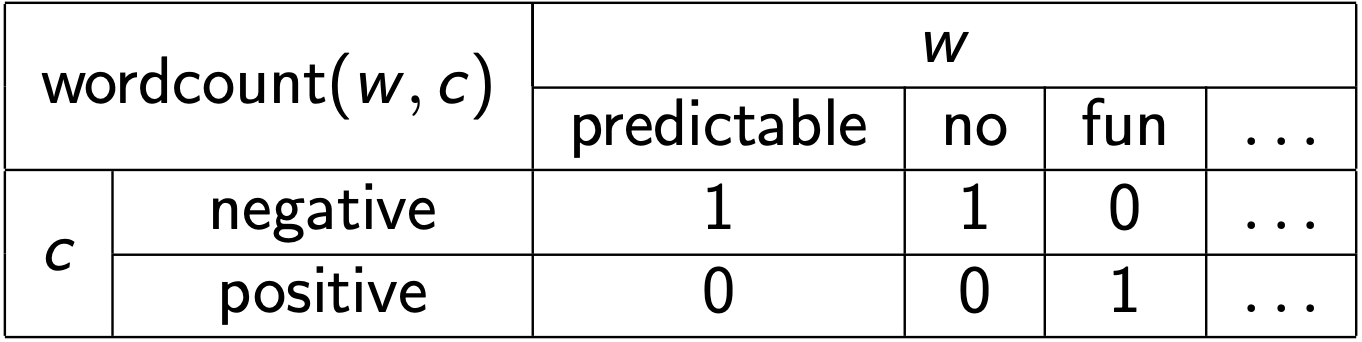 wordcount(w, c) w
predictable no fun ...
c negative 1 1 0 ...
positive 0 0 1 ...